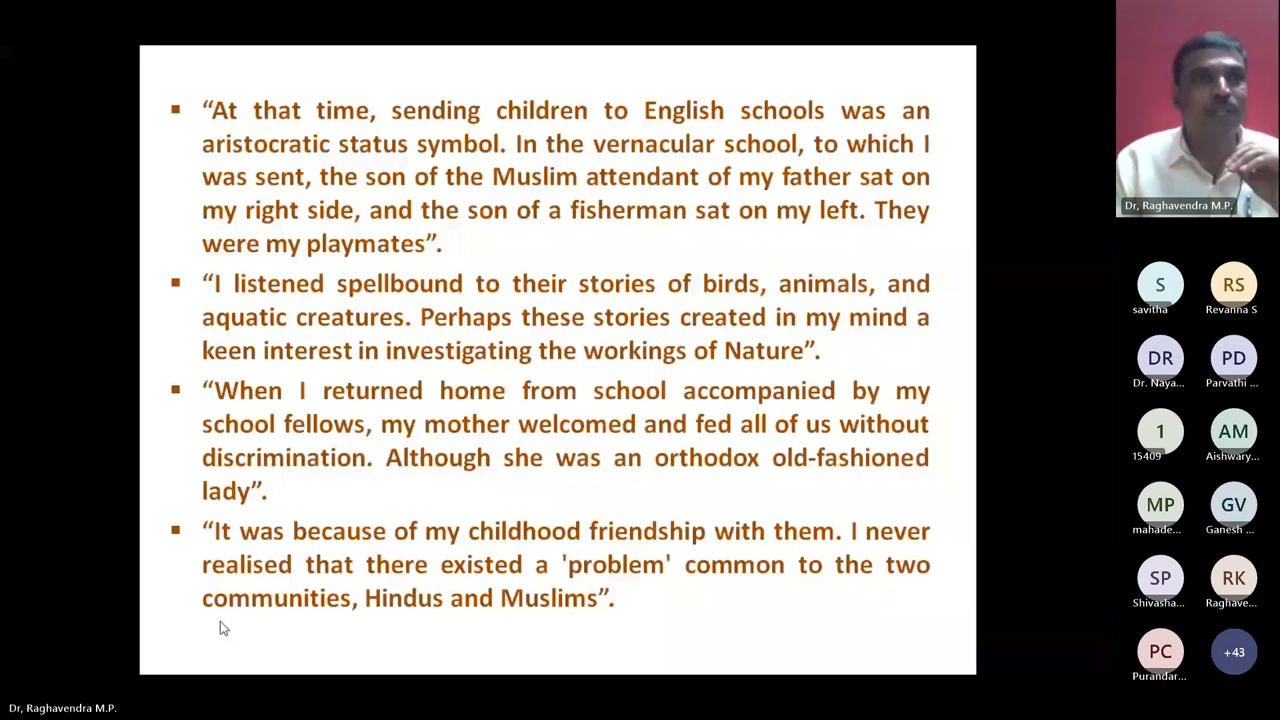 ▪ “At that time, sending children to English schools was an
aristocratic status symbol. In the vernacular school, to which I
was sent, the son of the Muslim attendant of my father sat on
my right side, and the son of a fisherman sat on my left. They
were my playmates”.
▪ “I listened spellbound to their stories of birds, animals, and
aquatic creatures. Perhaps these stories created in my mind a
keen interest in investigating the workings of Nature”.
▪ “When I returned home from school accompanied by my
school fellows, my mother welcomed and fed all of us without
discrimination. Although she was an orthodox old-fashioned
lady”.
▪ “It was because of my childhood friendship with them. I never
realised that there existed a 'problem' common to the two
communities, Hindus and Muslims”.
Dr, Raghavendra M.P.
S
savitha
RS
Revanna S
DR
Dr. Naya...
PD
Parvathi ...
1
15409
AM
Aishwary...
MP
mahade...
GV
Ganesh ...
SP
Shivasha...
RK
Raghave...
PC
Purandar...
+43
Dr, Raghavendra M.P.